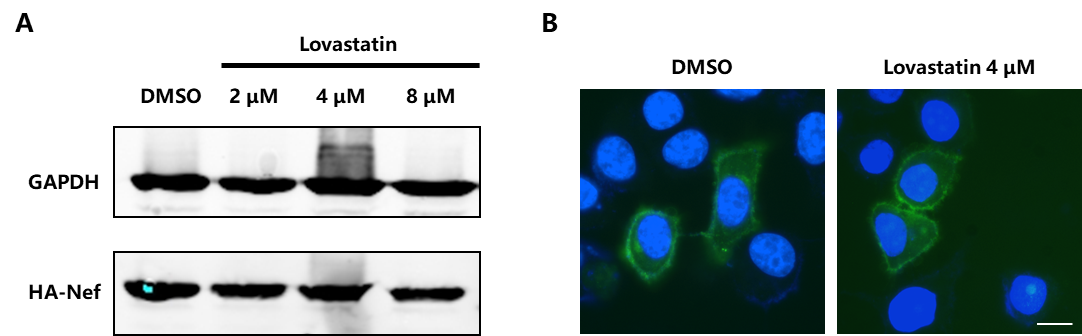 A
Lovastatin
DMSO 2 μM 4 μM 8 μM
GAPDH
HA-Nef
B
DMSO Lovastatin 4 μM